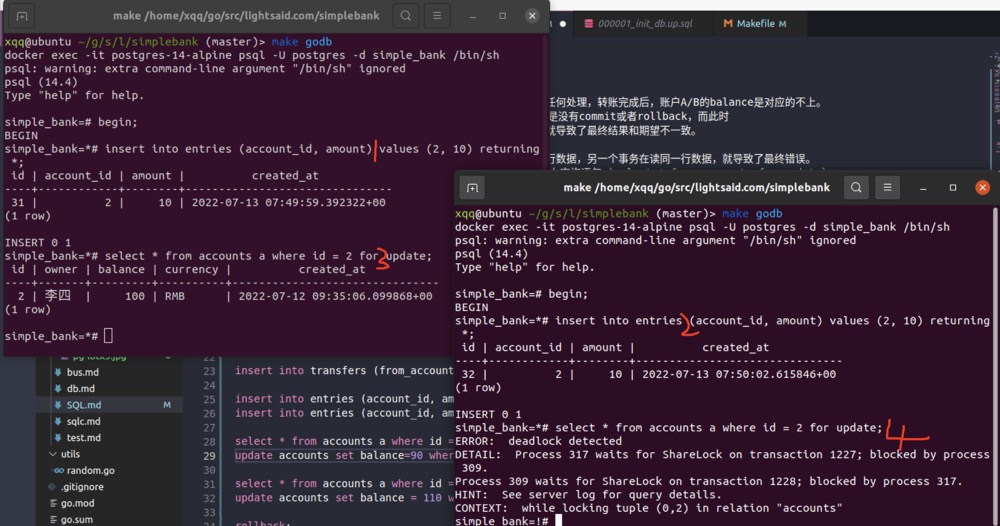 make /home/xqq/go/src/lightsaid.com/simplebank
000001_init_db.up.sql
Makefile M
xqq@ubuntu ~/g/s/l/simplebank (master)> make godb
docker exec -it postgres-14-alpine psql -U postgres -d simple_bank /bin/sh
psql: warning: extra command-line argument "/bin/sh" ignored
psql (14.4)
Type "help" for help.
simple_bank=# begin;
BEGIN
simple_bank=*# insert into entries (account_id, amount) values (2, 10) returning
*;
id | account_id | amount | created_at
----+------------+--------+-------------------------------
31 | 2 | 10 | 2022-07-13 07:49:59.392322+00
(1 row)
INSERT 0 1
simple_bank=*# select * from accounts a where id = 2 for update;
3
id | owner | balance | currency | created_at
----+-------+---------+----------+-------------------------------
2 | 李四 | 100 | RMB | 2022-07-12 09:35:06.099868+00
(1 row)
simple_bank=*#
任何处理，转账完成后，账户A/B的balance是对应的不上。
是没有commit或者rollback，而此时
就导致了最终结果和期望不一致。
行数据，另一个事务在读同一行数据，就导致了最终错误。
make /home/xqq/go/src/lightsaid.com/simplebank
xqq@ubuntu ~/g/s/l/simplebank (master)> make godb
docker exec -it postgres-14-alpine psql -U postgres -d simple_bank /bin/sh
psql: warning: extra command-line argument "/bin/sh" ignored
psql (14.4)
Type "help" for help.
simple_bank=# begin;
BEGIN
simple_bank=*# insert into entries (account_id, amount) values (2, 10) returning
2
*;
id | account_id | amount | created_at
----+------------+--------+-------------------------------
32 | 2 | 10 | 2022-07-13 07:50:02.615846+00
(1 row)
INSERT 0 1
simple_bank=*# select * from accounts a where id = 2 for update;
4
ERROR: deadlock detected
DETAIL: Process 317 waits for ShareLock on transaction 1227; blocked by process
309.
Process 309 waits for ShareLock on transaction 1228; blocked by process 317.
HINT: See server log for query details.
CONTEXT: while locking tuple (0,2) in relation "accounts"
simple_bank=!#
bus.md
db.md
SQL.md M
sqlc.md
test.md
utils
random.go
.gitignore
go.mod
go.sum
22
23 insert into transfers (from_account
24
25 insert into entries (account_id, am
26 insert into entries (account_id, am
27
28 select * from accounts a where id =
29 update accounts set balance=90 wher
30
31 select * from accounts a where id =
32 update accounts set balance = 110 w
33
34 rollback;